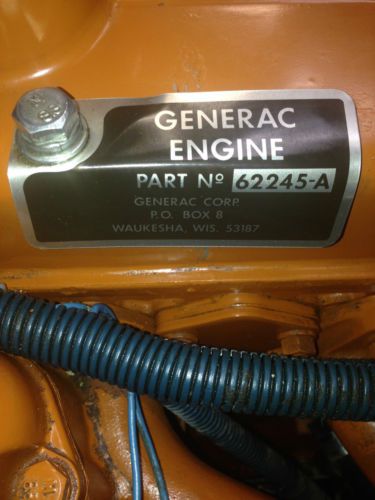 GENERAC
ENGINE
PART Nº 62245-A
GENERAC CORP.
P.O. BOX 8
WAUKESHA, WIS. 53187